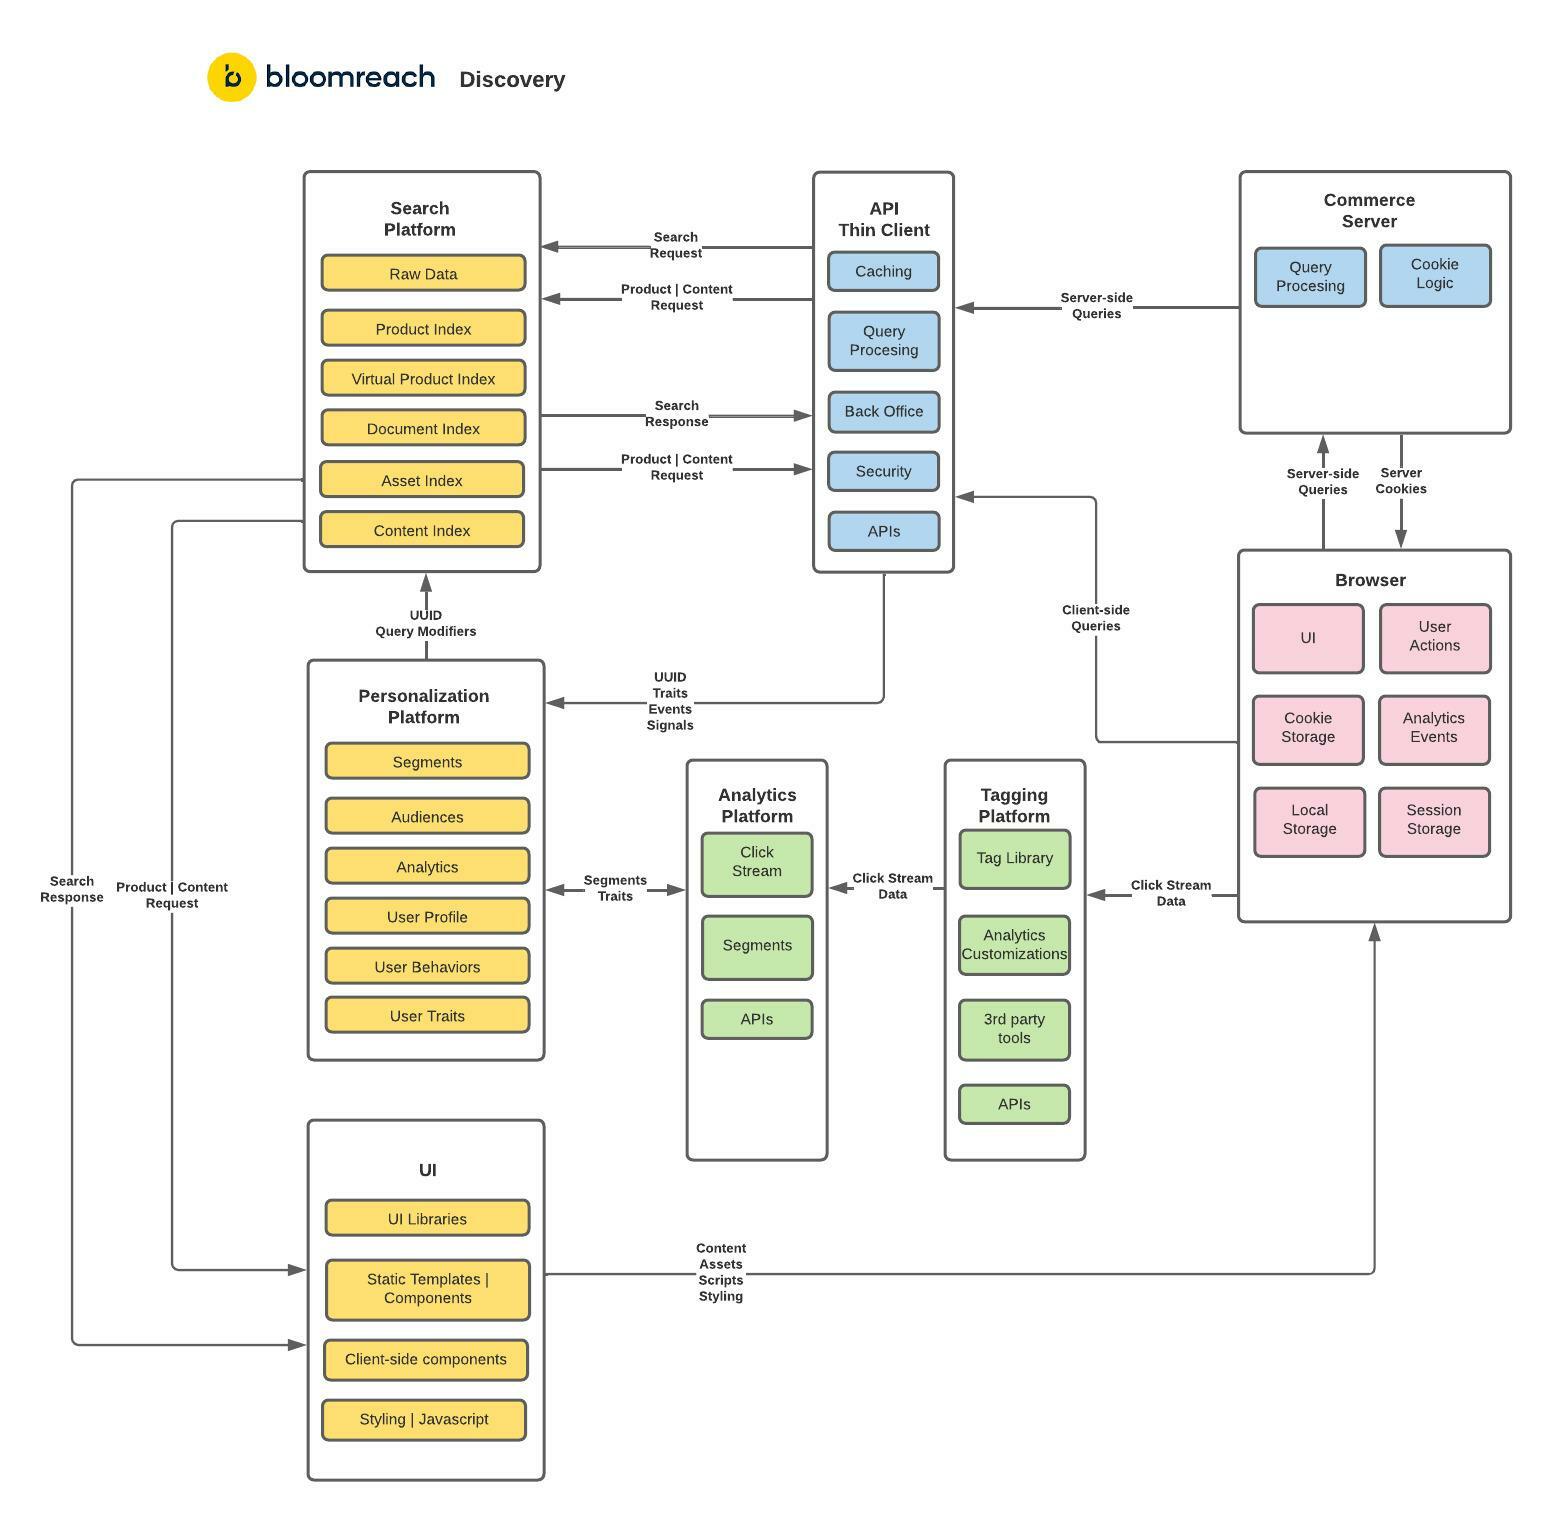 bloomreach Discovery
Search
Platform
Raw Data
Product Index
Virtual Product Index
Document Index
Asset Index
Content Index
Search
Request
Product | Content
Request
Search
Response
Product | Content
Request
API
Thin Client
Caching
Query
Procesing
Back Office
Security
APIs
Server-side
Queries
Commerce
Server
Query
Procesing
Cookie
Logic
Server-side
Queries
Server
Cookies
Browser
UI
User
Actions
Cookie
Storage
Analytics
Events
Local
Storage
Session
Storage
Client-side
Queries
UUID
Query Modifiers
UUID
Traits
Events
Signals
Personalization
Platform
Segments
Audiences
Analytics
User Profile
User Behaviors
User Traits
Segments
Traits
Analytics
Platform
Click
Stream
Segments
APIs
Click Stream
Data
Tagging
Platform
Tag Library
Analytics
Customizations
3rd party
tools
APIs
Click Stream
Data
Search
Response
Product | Content
Request
UI
UI Libraries
Static Templates |
Components
Client-side components
Styling | Javascript
Content
Assets
Scripts
Styling